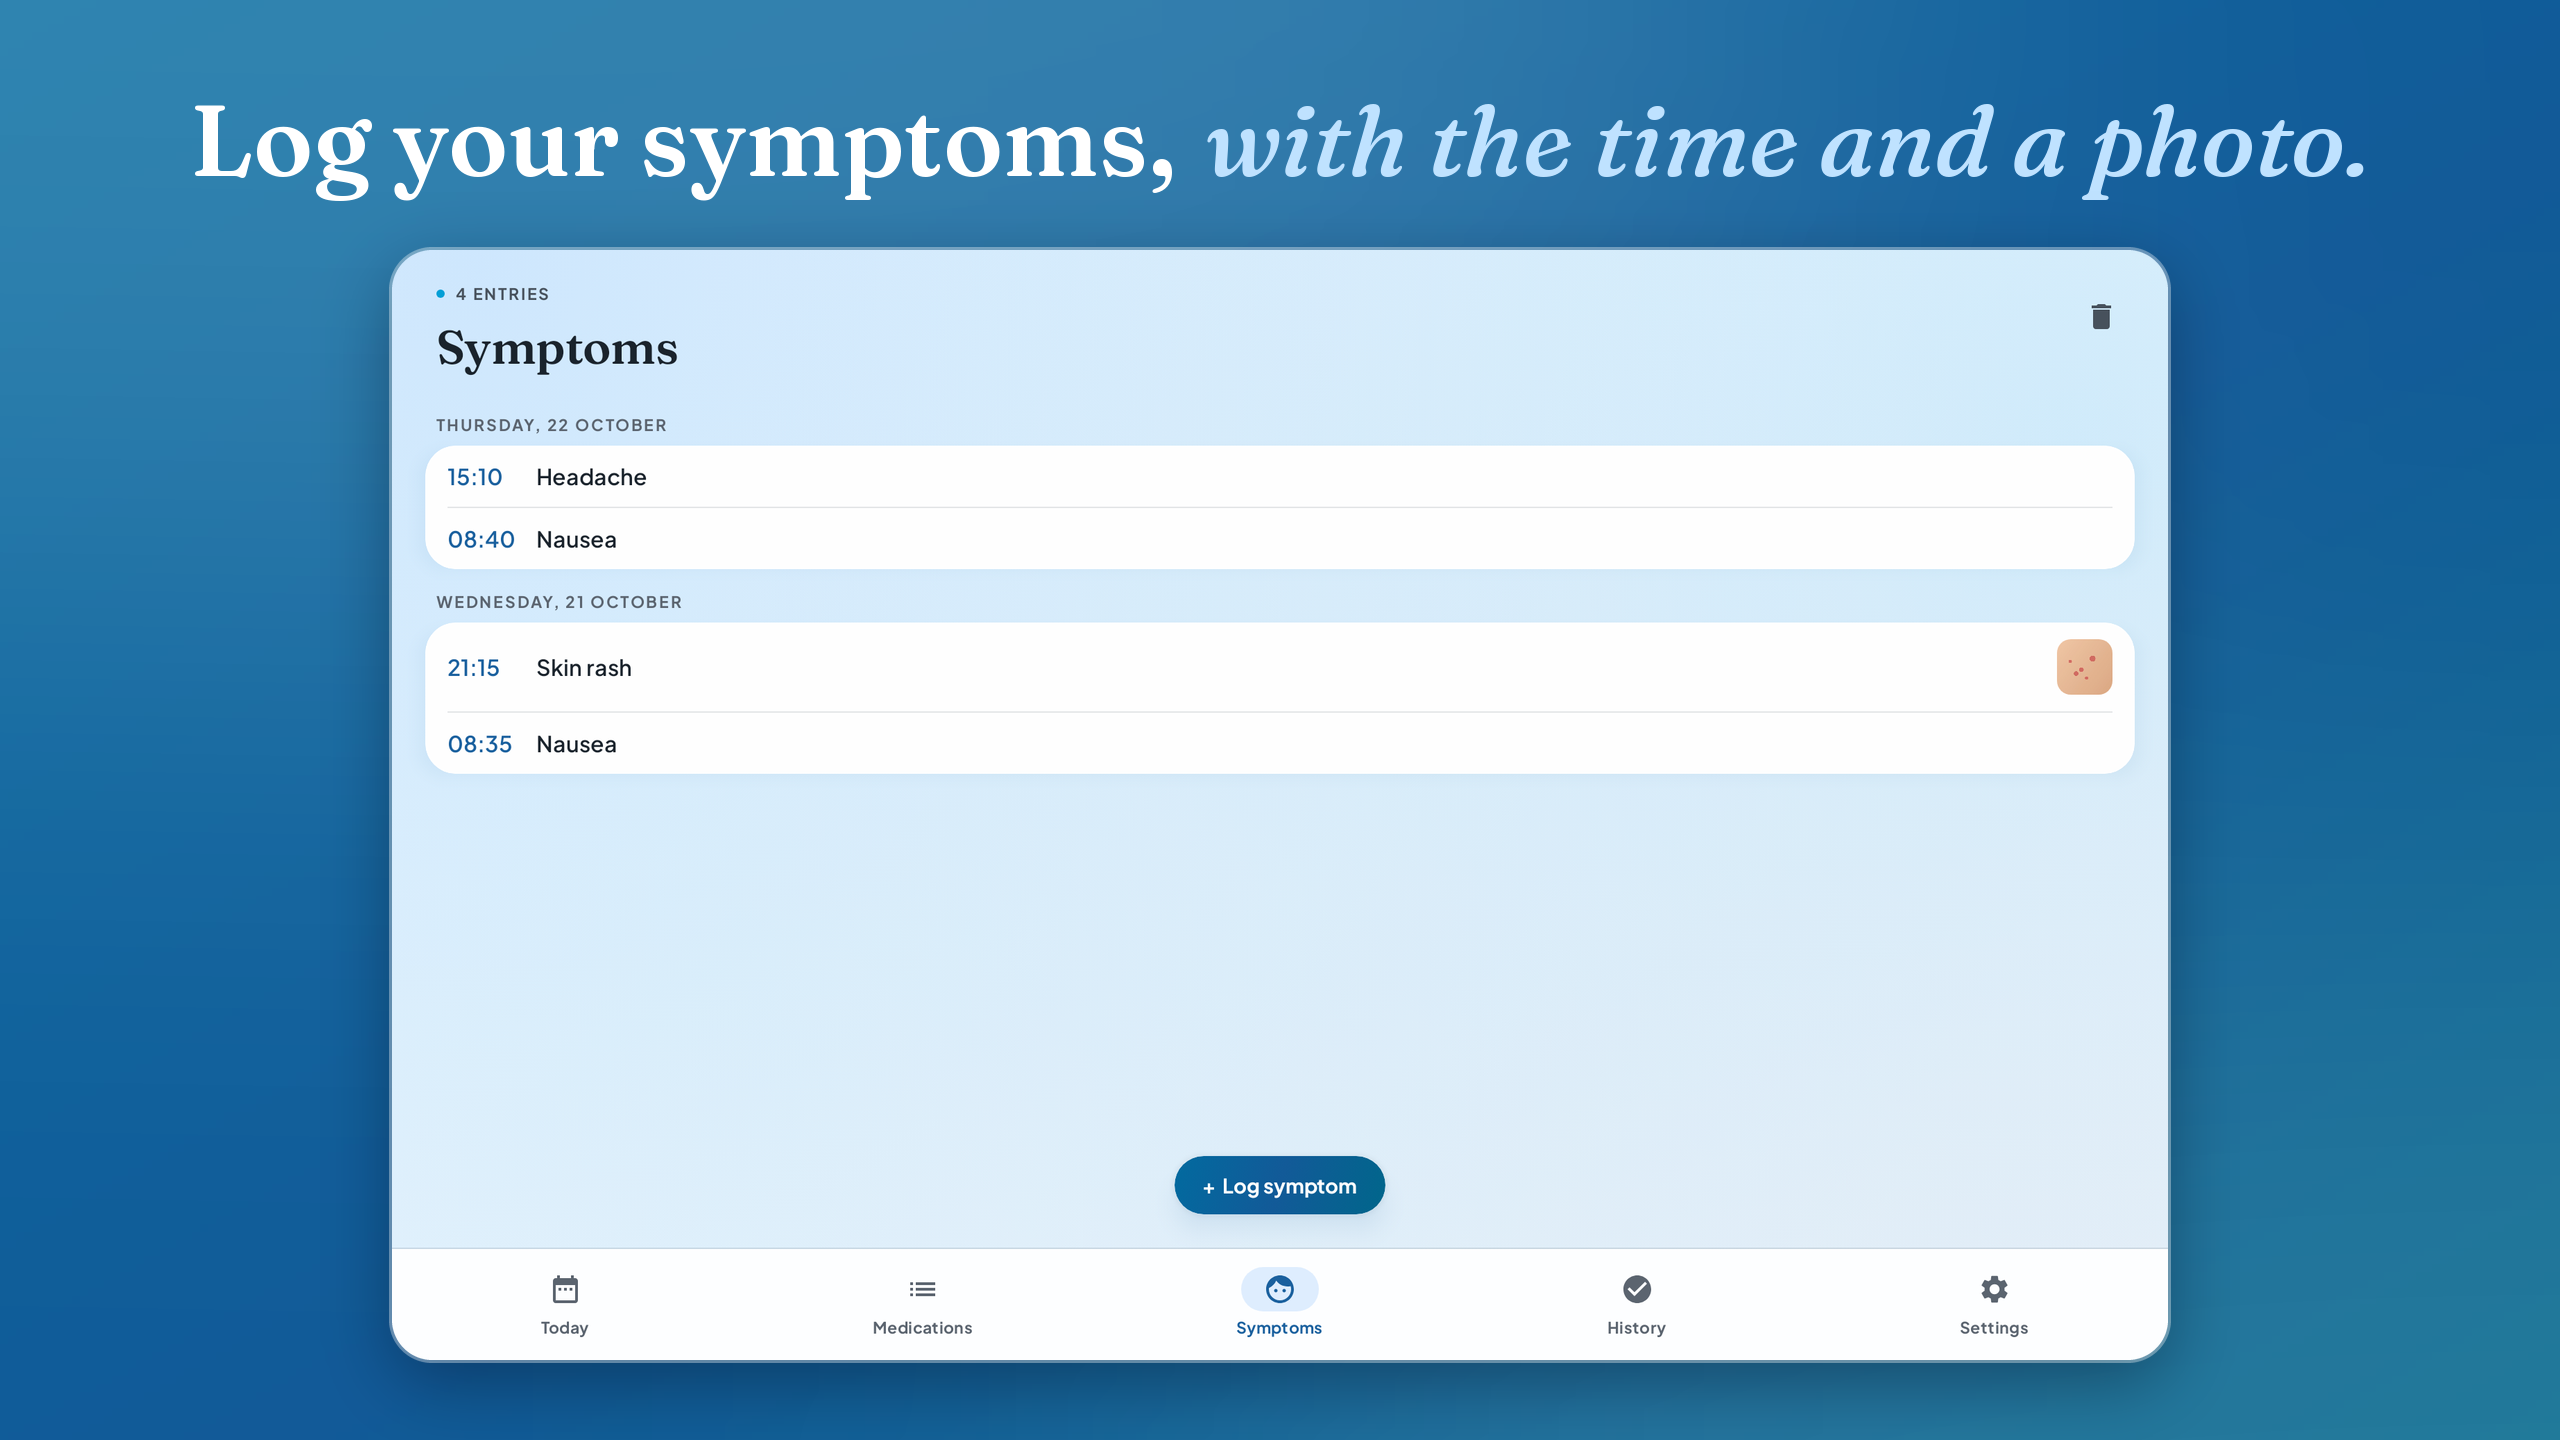 Log your symptoms, with the time and a photo.
4 ENTRIES
Symptoms
THURSDAY, 22 OCTOBER
15:10 Headache
08:40 Nausea
WEDNESDAY, 21 OCTOBER
21:15 Skin rash
08:35 Nausea
+ Log symptom
Today Medications Symptoms History Settings